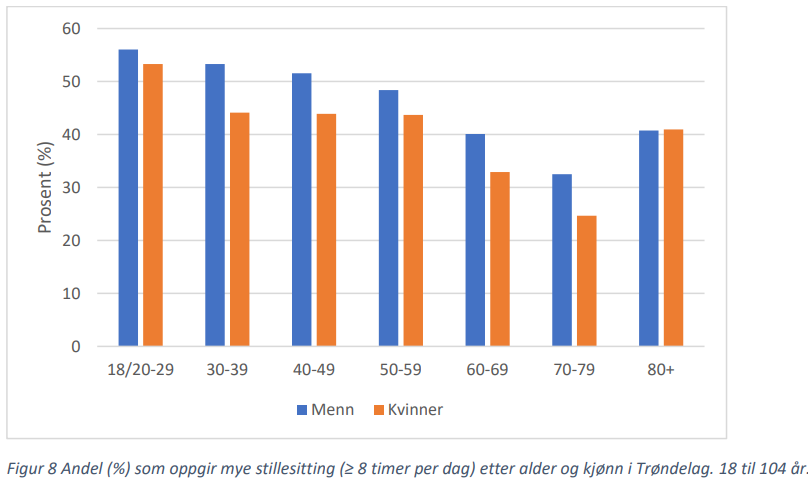 60
50
40
30
20
10
0
Prosent (%)
18/20-29 30-39 40-49 50-59 60-69 70-79 80+
Menn Kvinner
Figur 8 Andel (%) som oppgir mye stillesitting (≥ 8 timer per dag) etter alder og kjønn i Trøndelag. 18 til 104 år.